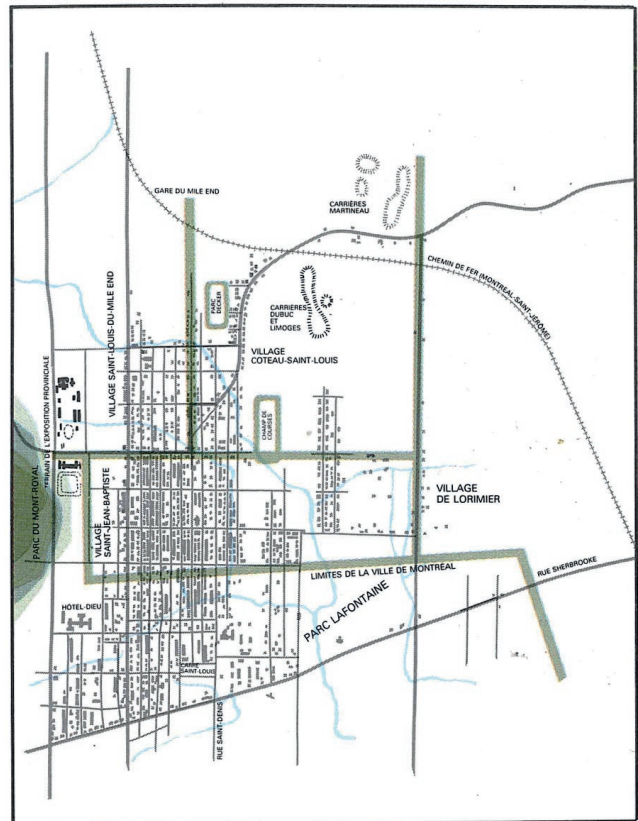 GARE DU MILE END
CARRIÈRES
MARTINEAU
CHEMIN DE FER (MONTRÉAL-SAINT-JÉRÔME)
PARC
DECKER
CARRIÈRES
DUBUC
ET
LIMOGES
VILLAGE
COTEAU-SAINT-LOUIS
VILLAGE SAINT-LOUIS-DU-MILE END
TERRAIN DE L'EXPOSITION PROVINCIALE
CHAMP DE
COURSES
PARC DU MONT-ROYAL
VILLAGE
SAINT-JEAN-BAPTISTE
VILLAGE
DE LORIMIER
LIMITES DE LA VILLE DE MONTRÉAL
RUE SHERBROOKE
HÔTEL-DIEU
PARC LAFONTAINE
CARRÉ
SAINT-LOUIS
RUE SAINT-DENIS